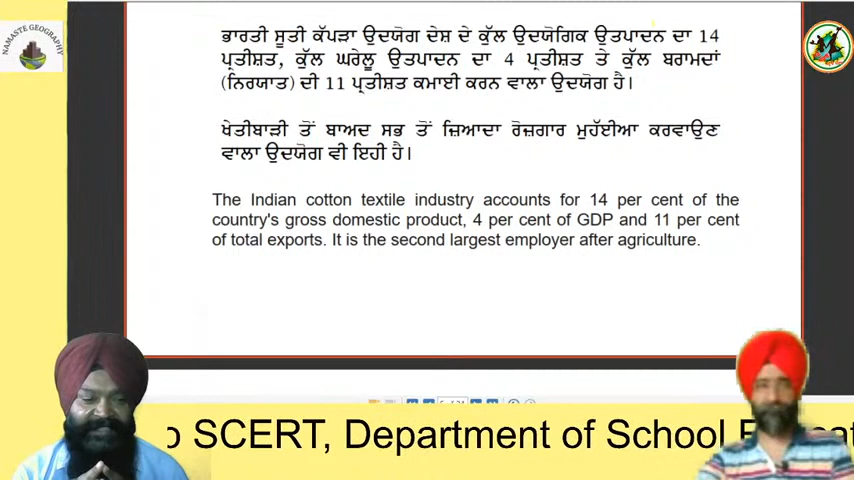 NAMASTE GEOGRAPHY
ਭਾਰਤੀ ਸੂਤੀ ਕੱਪੜਾ ਉਦਯੋਗ ਦੇਸ਼ ਦੇ ਕੁੱਲ ਉਦਯੋਗਿਕ ਉਤਪਾਦਨ ਦਾ 14
ਪ੍ਰਤੀਸ਼ਤ, ਕੁੱਲ ਘਰੇਲੂ ਉਤਪਾਦਨ ਦਾ 4 ਪ੍ਰਤੀਸ਼ਤ ਤੇ ਕੁੱਲ ਬਰਾਮਦਾਂ
(ਨਿਰਯਾਤ) ਦੀ 11 ਪ੍ਰਤੀਸ਼ਤ ਕਮਾਈ ਕਰਨ ਵਾਲਾ ਉਦਯੋਗ ਹੈ।
ਖੇਤੀਬਾੜੀ ਤੋਂ ਬਾਅਦ ਸਭ ਤੋਂ ਜ਼ਿਆਦਾ ਰੋਜ਼ਗਾਰ ਮੁਹੱਈਆ ਕਰਵਾਉਣ
ਵਾਲਾ ਉਦਯੋਗ ਵੀ ਇਹੀ ਹੈ।
The Indian cotton textile industry accounts for 14 per cent of the
country's gross domestic product, 4 per cent of GDP and 11 per cent
of total exports. It is the second largest employer after agriculture.
SCERT, Department of School